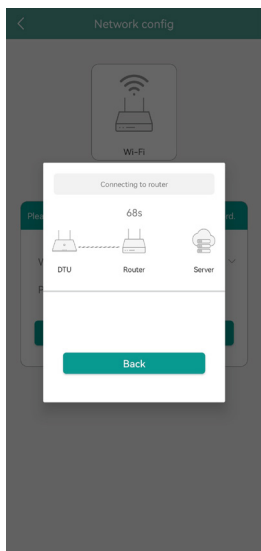 Network config
Wi-Fi
Connecting to router
68s
DTU Router Server
Back